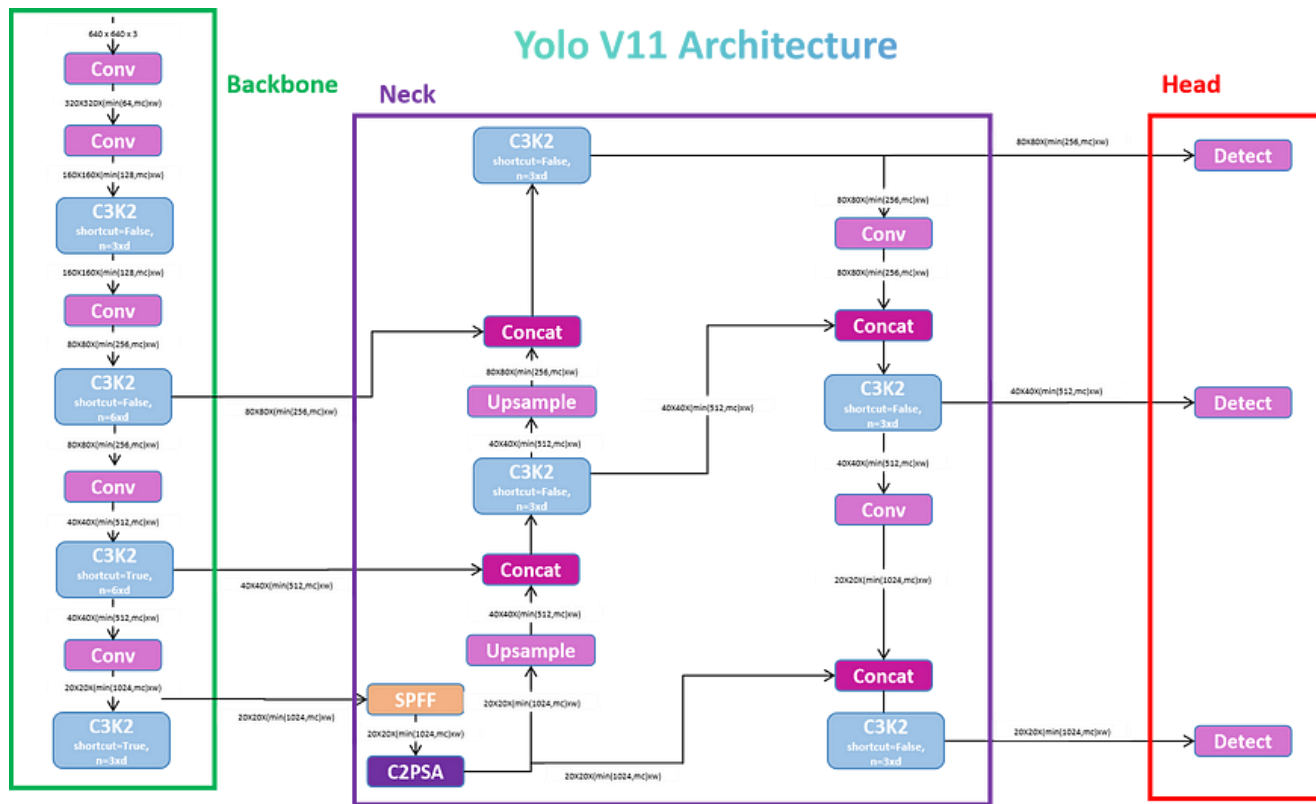 Yolo V11 Architecture
Backbone
640 x 640 x 3
Conv
320X320X(min(64,mc)xw)
Conv
160X160X(min(128,mc)xw)
C3K2
shortcut=False,
n=3xd
160X160X(min(128,mc)xw)
Conv
80X80X(min(256,mc)xw)
C3K2
shortcut=False,
n=6xd
80X80X(min(256,mc)xw)
Conv
40X40X(min(512,mc)xw)
C3K2
shortcut=True,
n=6xd
40X40X(min(512,mc)xw)
Conv
20X20X(min(1024,mc)xw)
C3K2
shortcut=True,
n=3xd
80X80X(min(256,mc)xw)
40X40X(min(512,mc)xw)
20X20X(min(1024,mc)xw)
Neck
C3K2
shortcut=False,
n=3xd
Concat
80X80X(min(256,mc)xw)
Upsample
40X40X(min(512,mc)xw)
C3K2
shortcut=False,
n=3xd
Concat
40X40X(min(512,mc)xw)
Upsample
20X20X(min(1024,mc)xw)
SPFF
20X20X(min(1024,mc)xw)
C2PSA
20X20X(min(1024,mc)xw)
40X40X(min(512,mc)xw)
80X80X(min(256,mc)xw)
Conv
80X80X(min(256,mc)xw)
Concat
C3K2
shortcut=False,
n=3xd
40X40X(min(512,mc)xw)
Conv
20X20X(min(1024,mc)xw)
Concat
C3K2
shortcut=False,
n=3xd
Head
80X80X(min(256,mc)xw)
Detect
40X40X(min(512,mc)xw)
Detect
20X20X(min(1024,mc)xw)
Detect